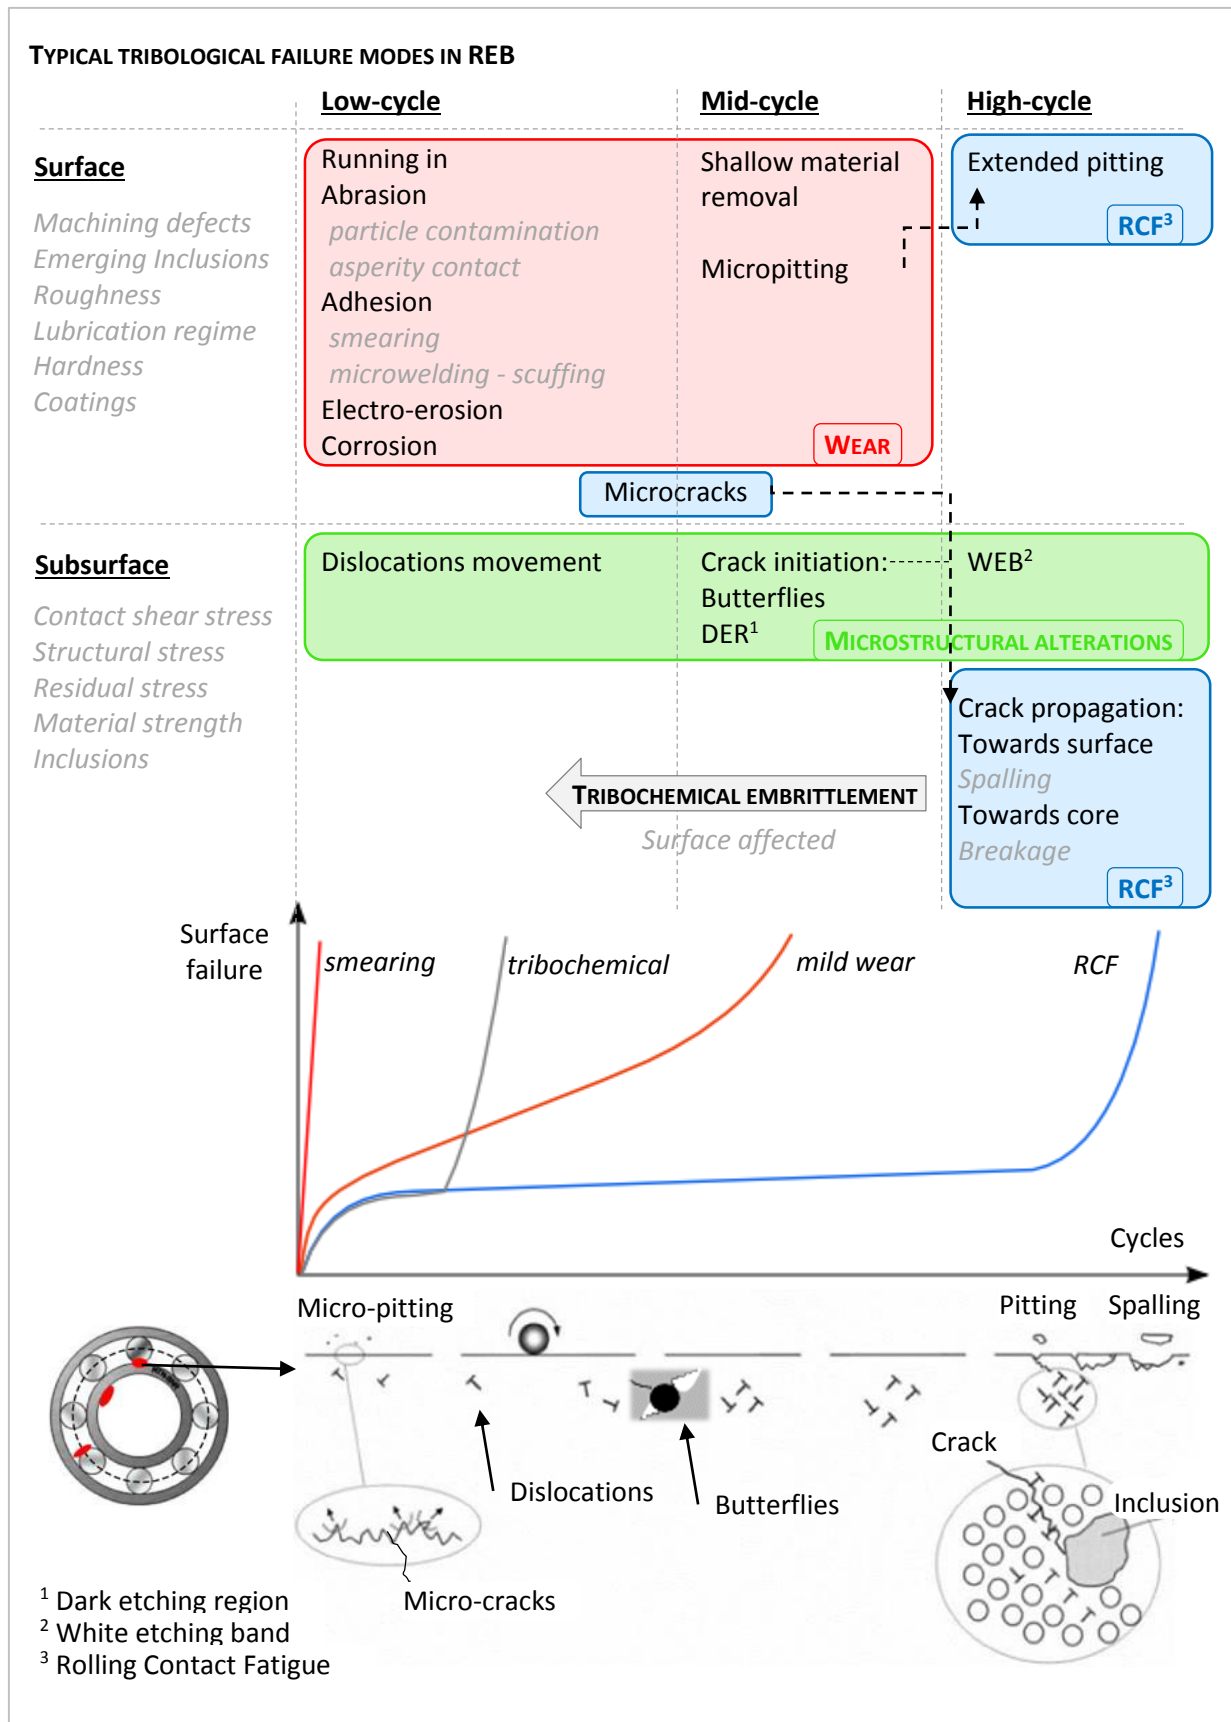 TYPICAL TRIBOLOGICAL FAILURE MODES IN REB
Low-cycle
Mid-cycle
High-cycle
Surface
Machining defects
Emerging Inclusions
Roughness
Lubrication regime
Hardness
Coatings
Running in
Abrasion
particle contamination
asperity contact
Adhesion
smearing
microwelding - scuffing
Electro-erosion
Corrosion
Shallow material
removal
Micropitting
WEAR
Extended pitting
RCF³
Microcracks
Subsurface
Contact shear stress
Structural stress
Residual stress
Material strength
Inclusions
Dislocations movement
Crack initiation:
Butterflies
DER¹
WEB²
MICROSTRUCTURAL ALTERATIONS
Crack propagation:
Towards surface
Spalling
Towards core
Breakage
RCF³
TRIBOCHEMICAL EMBRITTLEMENT
Surface affected
Surface
failure
smearing
tribochemical
mild wear
RCF
Cycles
Micro-pitting
Pitting
Spalling
Dislocations
Butterflies
Crack
Inclusion
Micro-cracks
¹ Dark etching region
² White etching band
³ Rolling Contact Fatigue